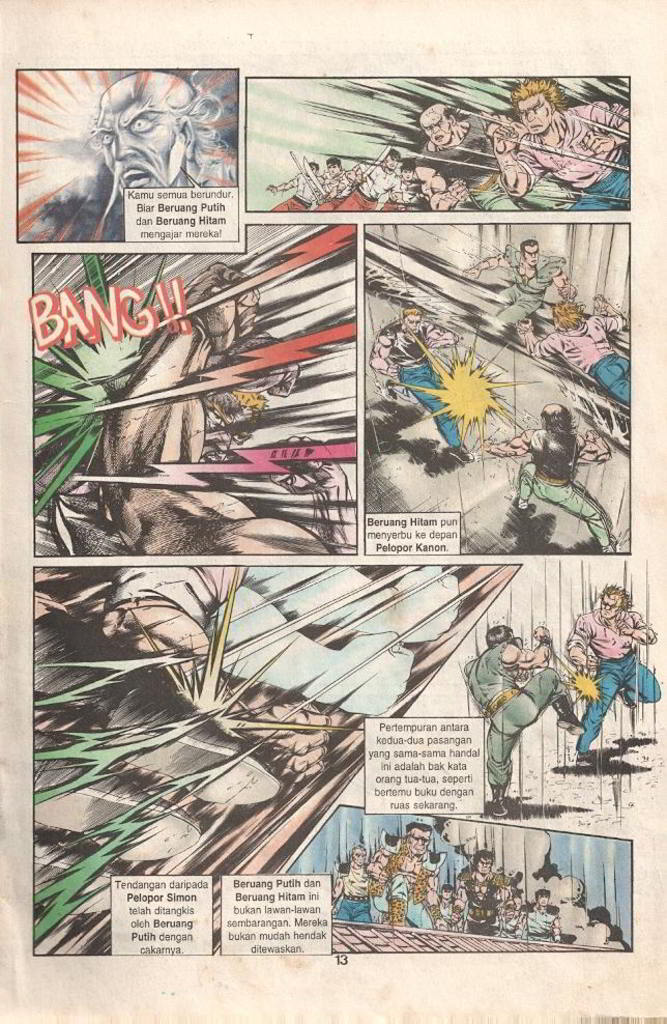 Kamu semua berundur.
Biar Beruang Putih
dan Beruang Hitam
mengajar mereka!
BANG!!
Beruang Hitam pun
menyerbu ke depan
Pelopor Kanon.
Pertempuran antara
kedua-dua pasangan
yang sama-sama handal
ini adalah bak kata
orang tua-tua, seperti
bertemu buku dengan
ruas sekarang.
Tendangan daripada
Pelopor Simon
telah ditangkis
oleh Beruang
Putih dengan
cakarnya.
Beruang Putih dan
Beruang Hitam ini
bukan lawan-lawan
sembarangan. Mereka
bukan mudah hendak
ditewaskan.
13